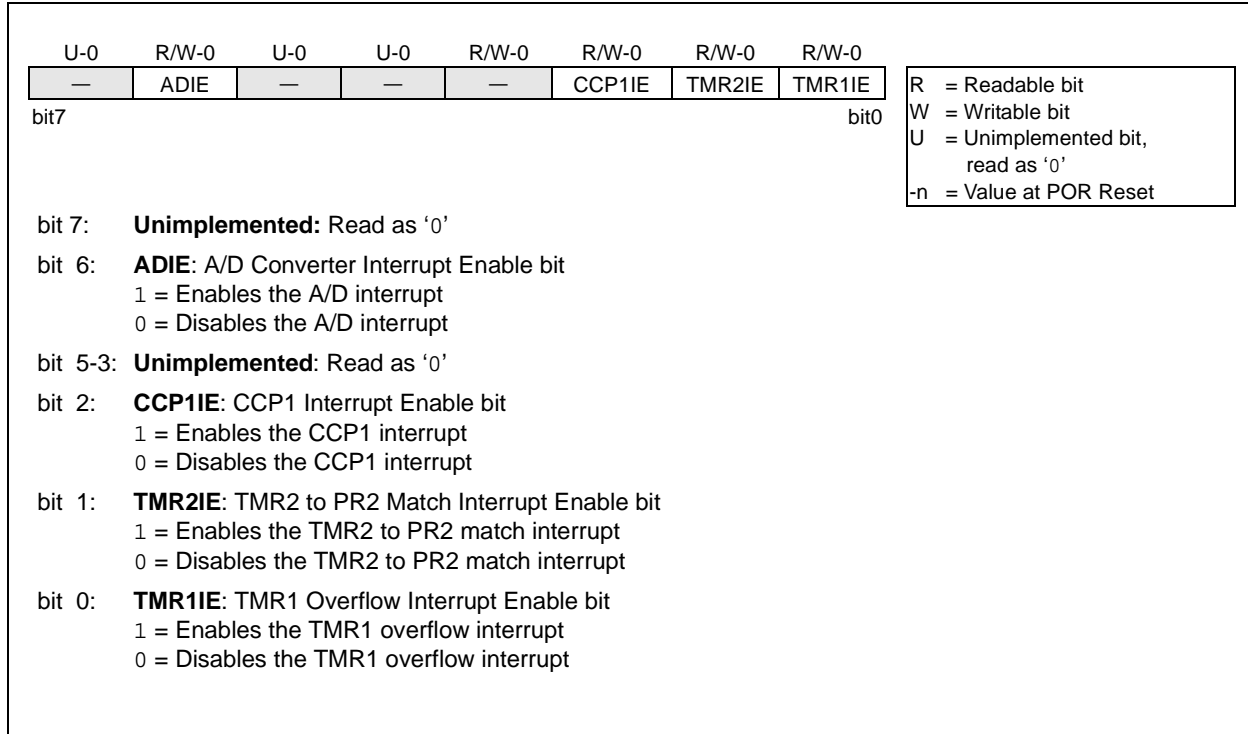 U-0 R/W-0 U-0 U-0 R/W-0 R/W-0 R/W-0 R/W-0
— ADIE — — — CCP1IE TMR2IE TMR1IE
bit7 bit0
R = Readable bit
W = Writable bit
U = Unimplemented bit,
read as ‘0’
-n = Value at POR Reset
bit 7: Unimplemented: Read as ‘0’
bit 6: ADIE: A/D Converter Interrupt Enable bit
1 = Enables the A/D interrupt
0 = Disables the A/D interrupt
bit 5-3: Unimplemented: Read as ‘0’
bit 2: CCP1IE: CCP1 Interrupt Enable bit
1 = Enables the CCP1 interrupt
0 = Disables the CCP1 interrupt
bit 1: TMR2IE: TMR2 to PR2 Match Interrupt Enable bit
1 = Enables the TMR2 to PR2 match interrupt
0 = Disables the TMR2 to PR2 match interrupt
bit 0: TMR1IE: TMR1 Overflow Interrupt Enable bit
1 = Enables the TMR1 overflow interrupt
0 = Disables the TMR1 overflow interrupt